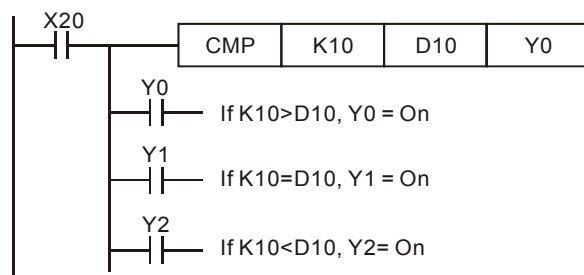 X20
CMP K10 D10 Y0
Y0
If K10>D10, Y0 = On
Y1
If K10=D10, Y1 = On
Y2
If K10<D10, Y2= On